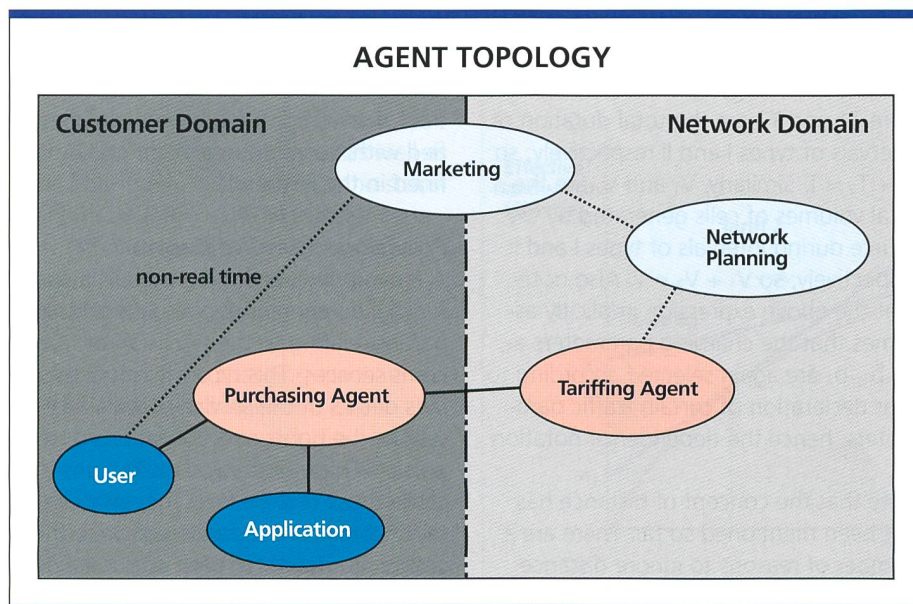 AGENT TOPOLOGY
Customer Domain
Network Domain
Marketing
Network
Planning
non-real time
Purchasing Agent
Tariffing Agent
User
Application